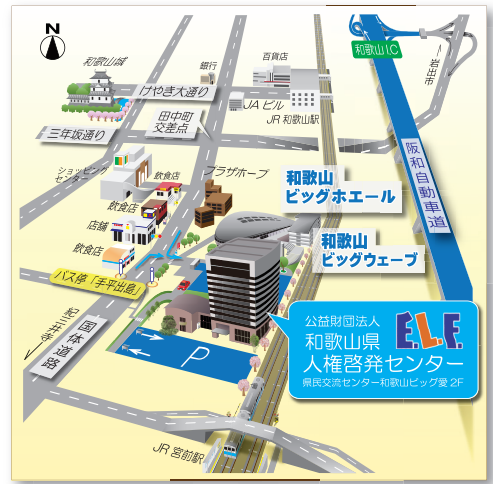 N
和歌山城
銀行
百貨店
和歌山I.C
岩出市
けやき大通り
JAビル
JR和歌山駅
田中町
交差点
三年坂通り
阪和自動車道
ショッピング
センター
飲食店
プラザホープ
和歌山
ビッグホエール
飲食店
店舗
和歌山
ビッグウェーブ
飲食店
バス停「手平出島」
紀三井寺
国体道路
P
公益財団法人
E.L.F.
和歌山県
人権啓発センター
県民交流センター和歌山ビッグ愛 2F
JR宮前駅